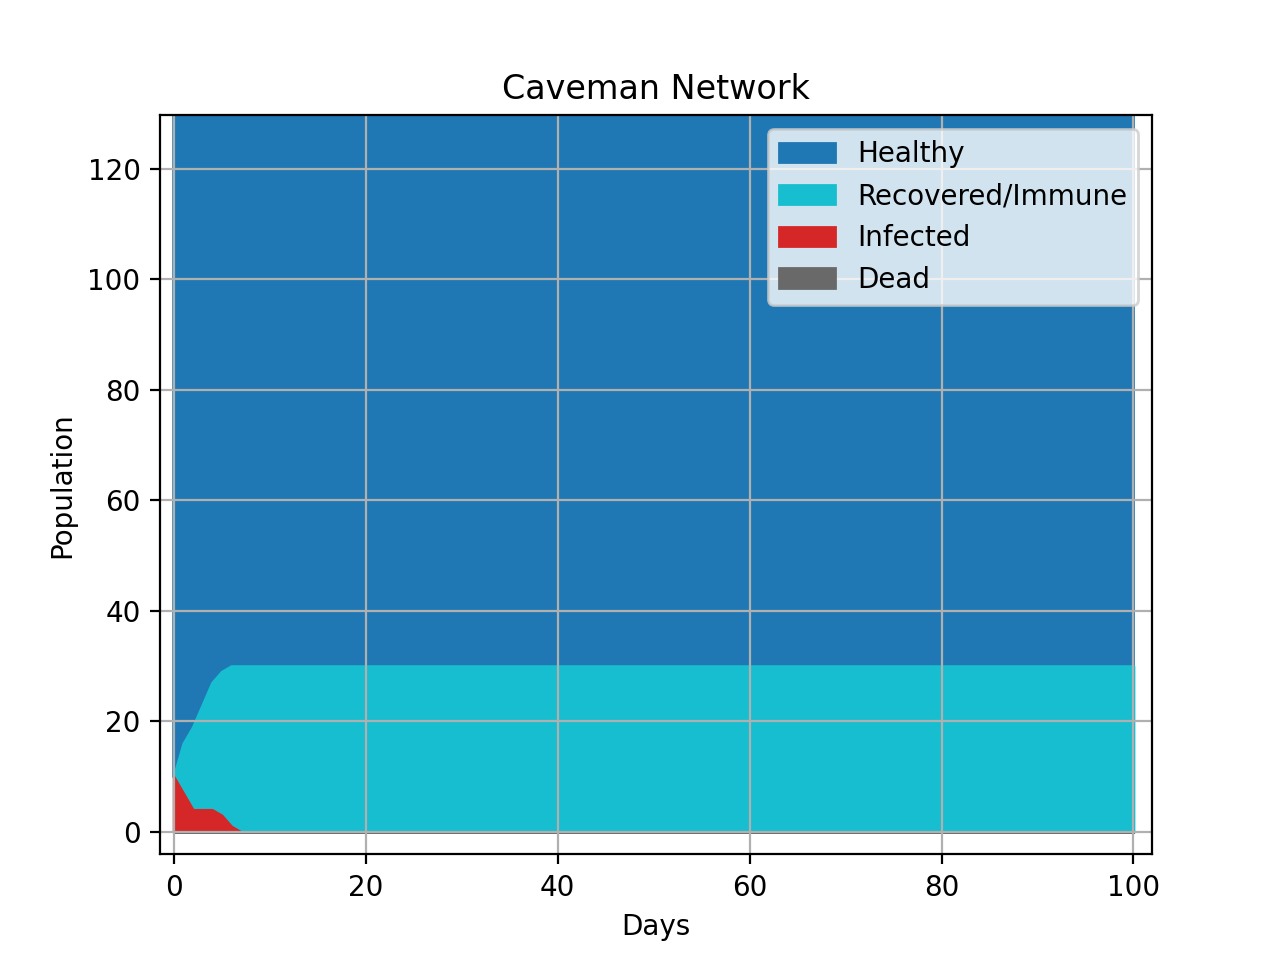 Caveman Network
Healthy
Recovered/Immune
Infected
Dead
Population
120
100
80
60
40
20
0
0 20 40 60 80 100
Days